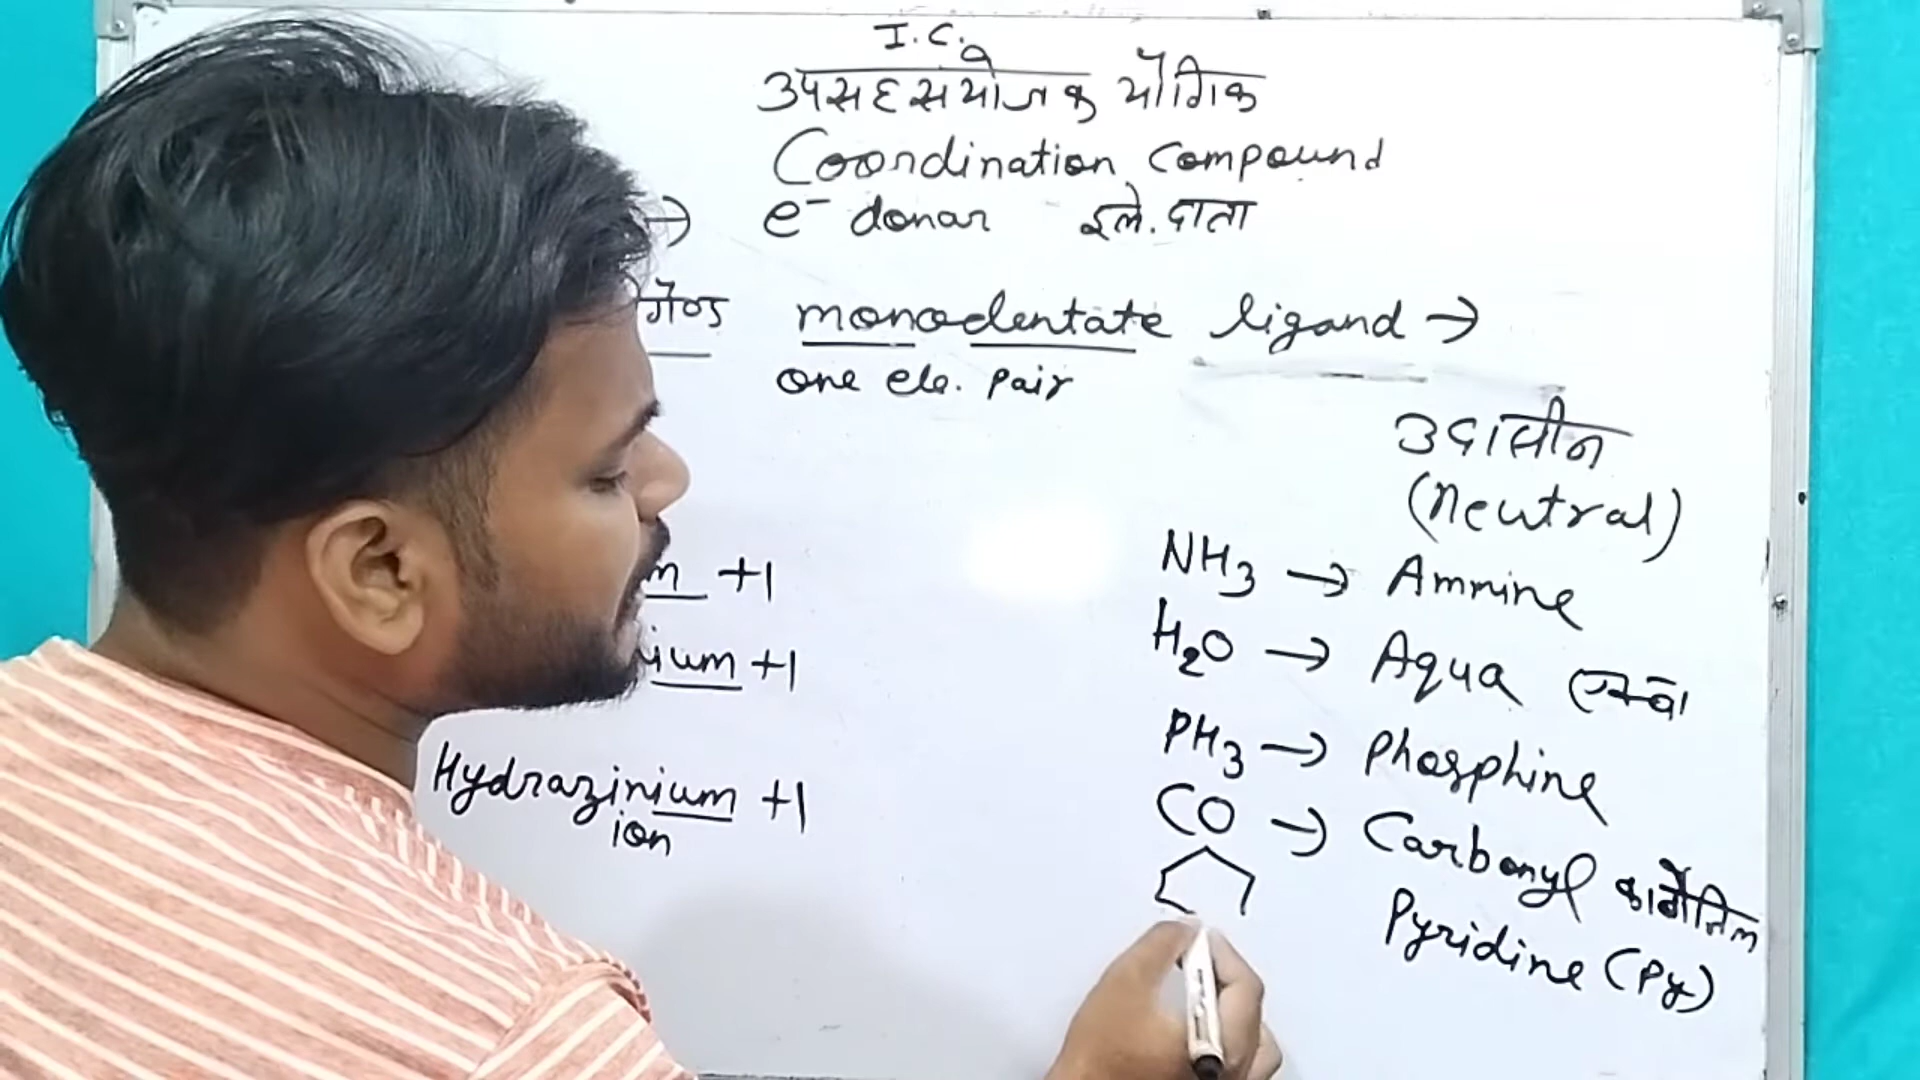 I.C.
उपसहसंयोजक यौगिक
Coordination Compound
→ e⁻ donar इले. दाता
monodentate ligand →
one ele. pair
उदासीन
(Neutral)
m +1
NH3 → Ammine
H2O → Aqua एक्वा
ium +1
PH3 → Phosphine
Hydrazinium +1
ion
CO → Carbonyl
Pyridine (Py)